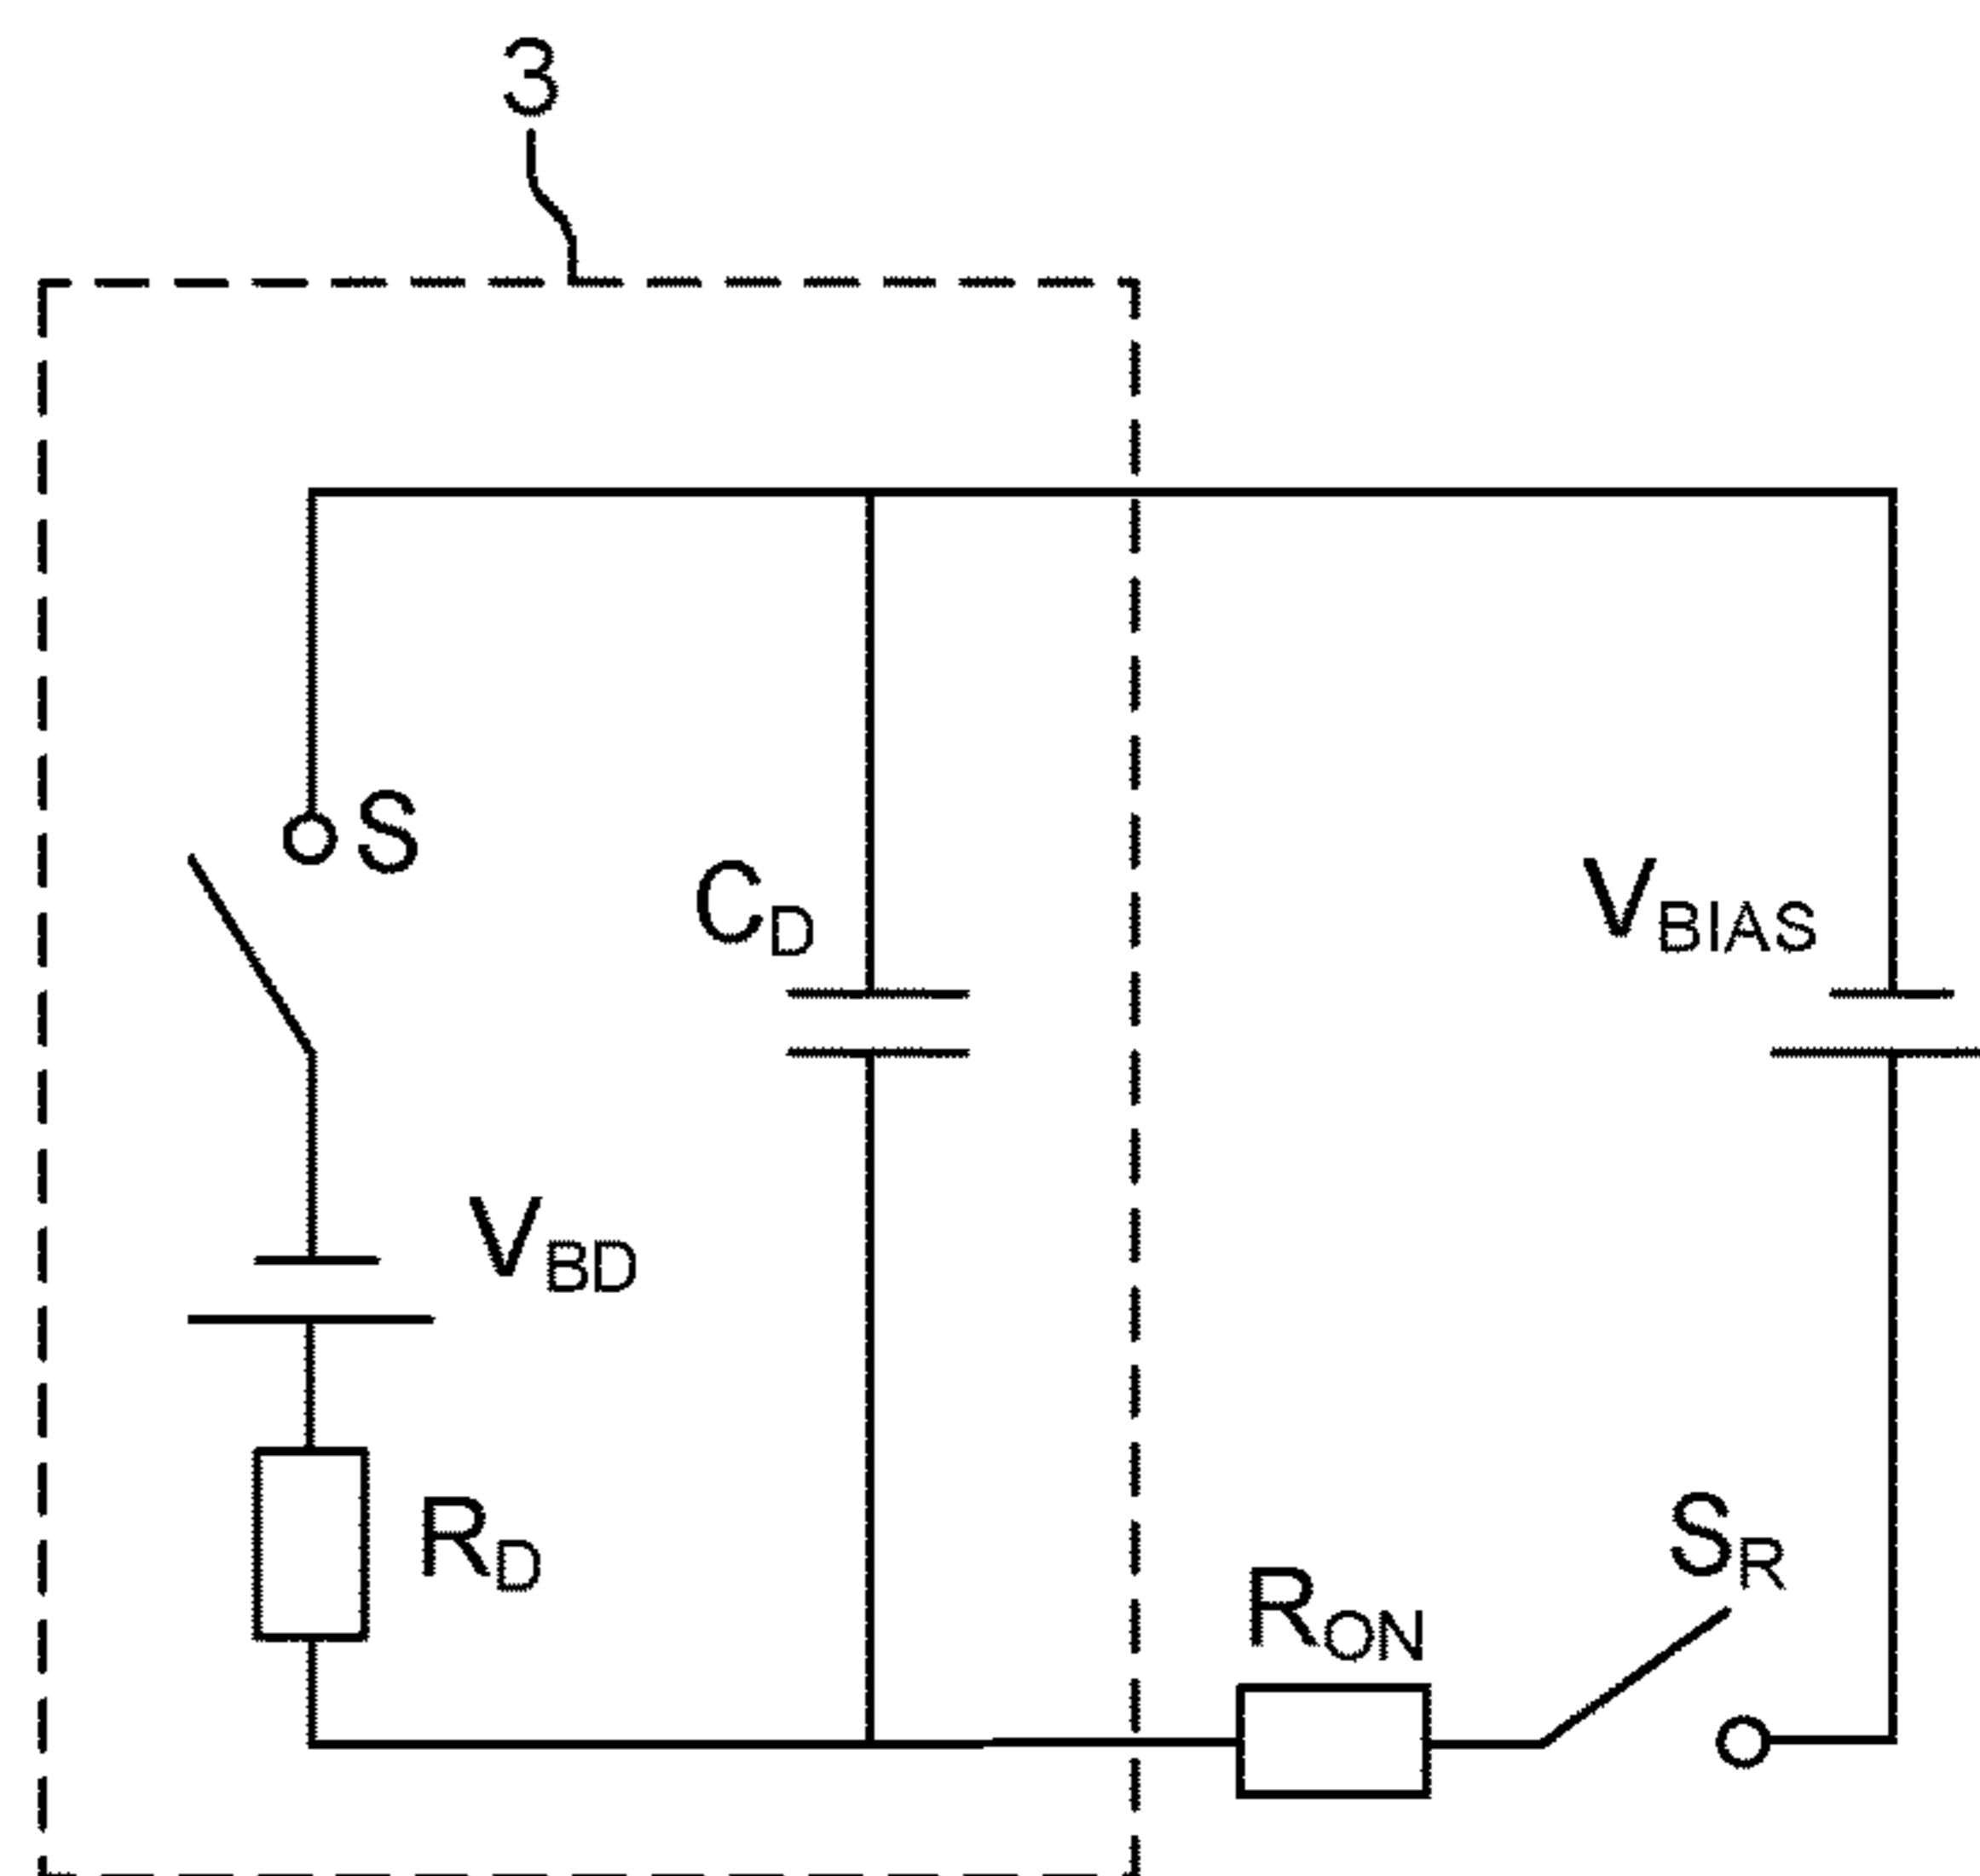 3
S
C_D
V_BIAS
V_BD
R_D
R_ON
S_R